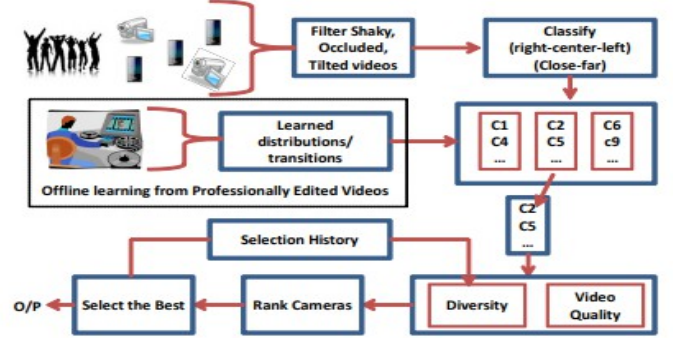 Filter Shaky,
Occluded,
Tilted videos
Classify
(right-center-left)
(Close-far)
Learned
distributions/
transitions
Offline learning from Professionally Edited Videos
C1
C4
...
C2
C5
...
C6
c9
...
C2
C5
...
Selection History
O/P
Select the Best
Rank Cameras
Diversity
Video
Quality